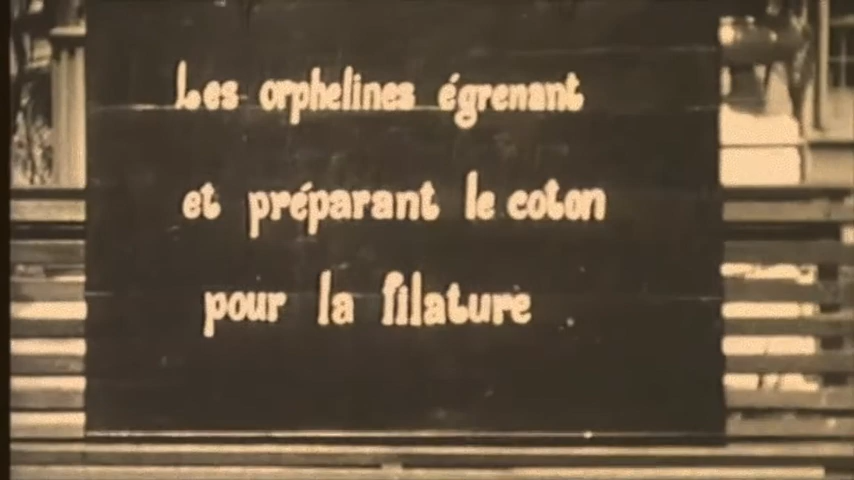 Les orphelines égrenant
et préparant le coton
pour la filature